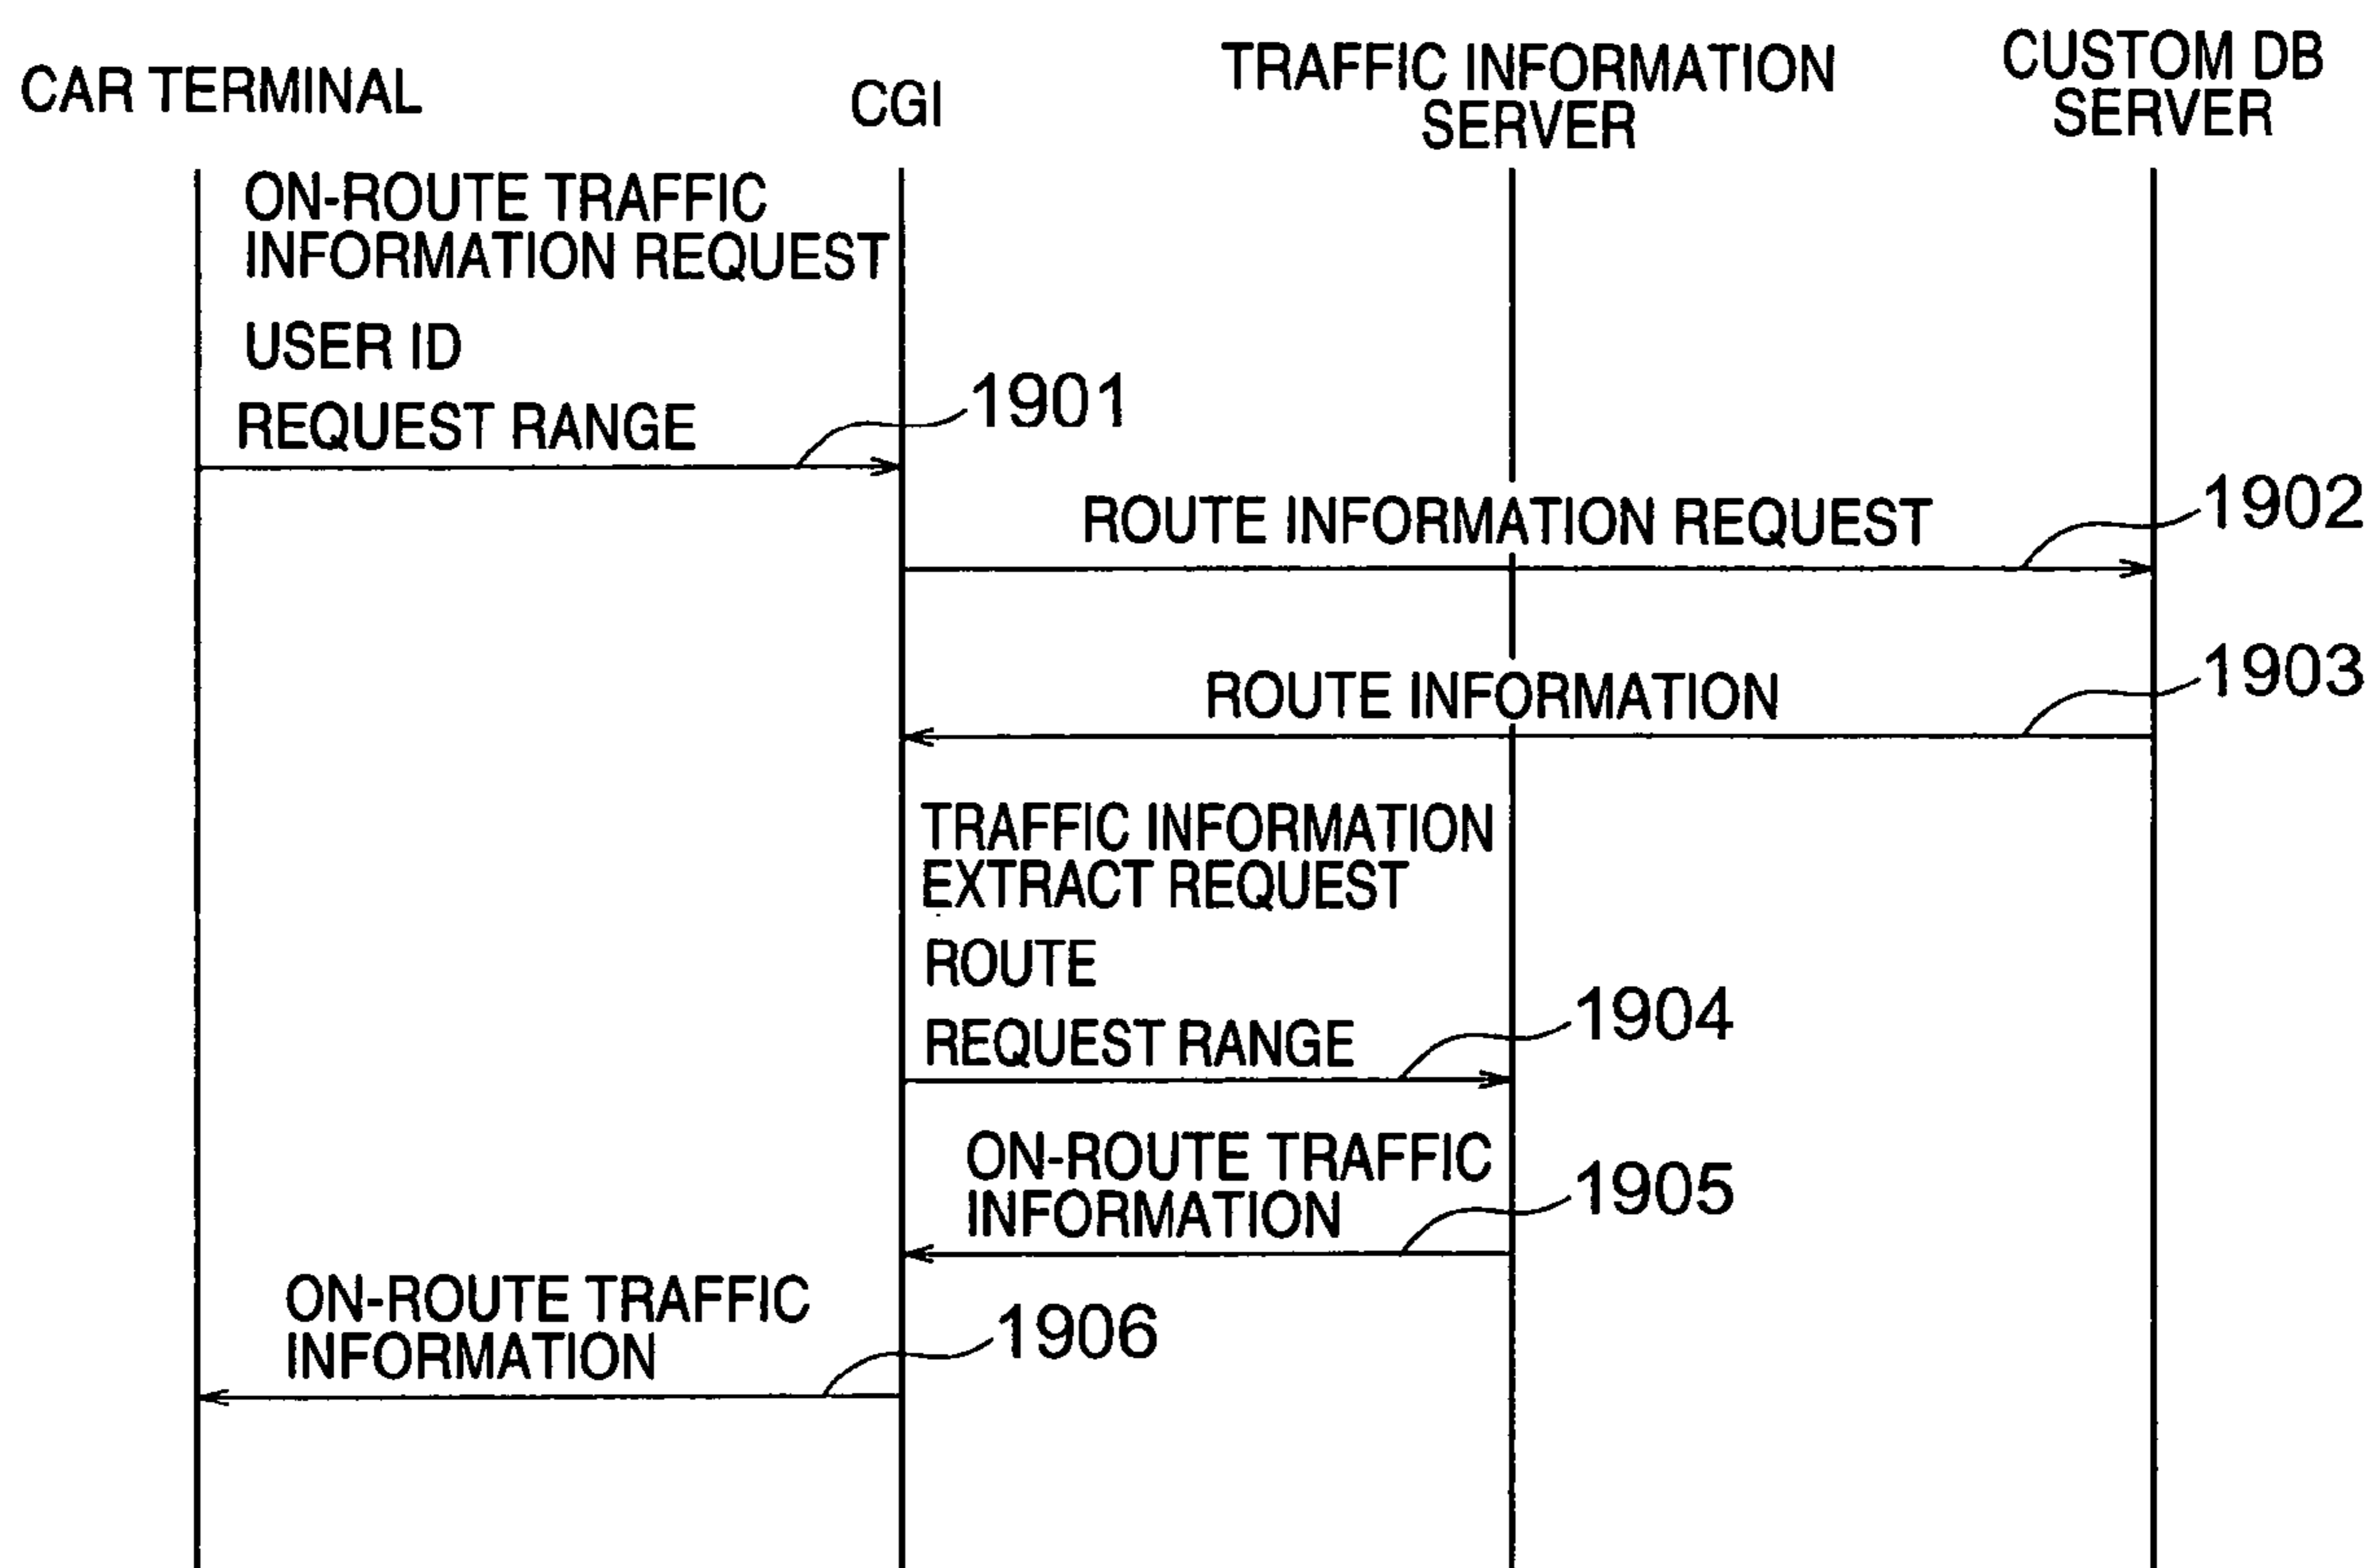 CAR TERMINAL
CGI
TRAFFIC INFORMATION
SERVER
CUSTOM DB
SERVER
ON-ROUTE TRAFFIC
INFORMATION REQUEST
USER ID
REQUEST RANGE
1901
ROUTE INFORMATION REQUEST
1902
ROUTE INFORMATION
1903
TRAFFIC INFORMATION
EXTRACT REQUEST
ROUTE
REQUEST RANGE
1904
ON-ROUTE TRAFFIC
INFORMATION
1905
ON-ROUTE TRAFFIC
INFORMATION
1906